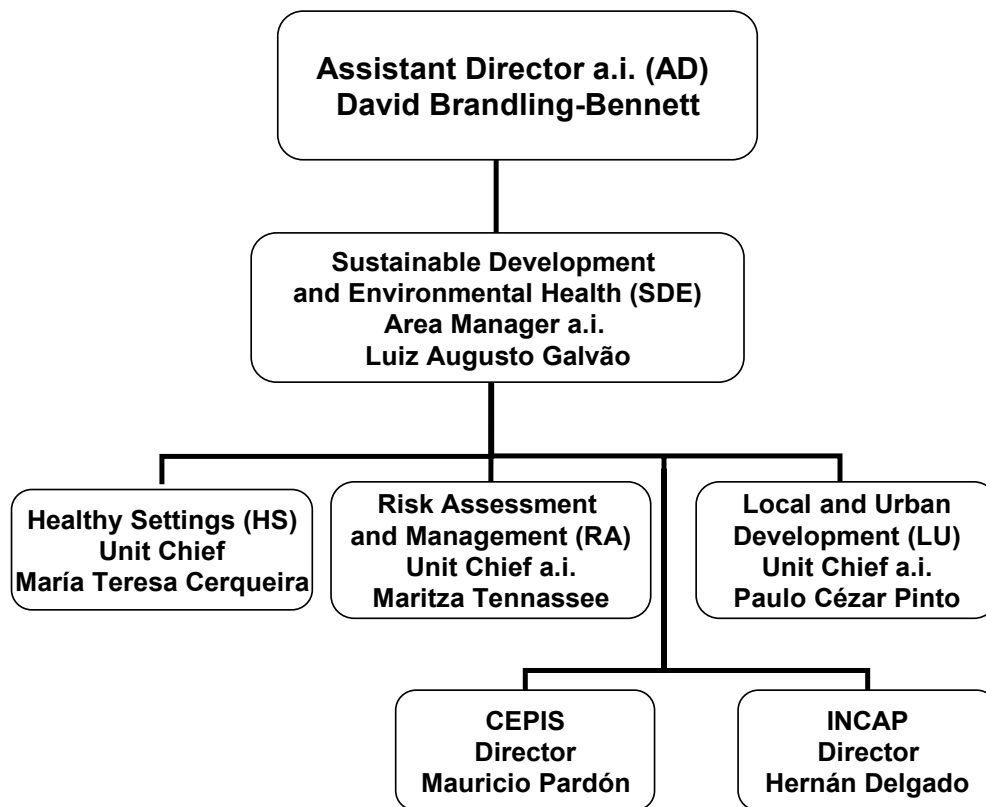 Assistant Director a.i. (AD)
David Brandling-Bennett
Sustainable Development
and Environmental Health (SDE)
Area Manager a.i.
Luiz Augusto Galvão
Healthy Settings (HS)
Unit Chief
María Teresa Cerqueira
Risk Assessment
and Management (RA)
Unit Chief a.i.
Maritza Tennassee
Local and Urban
Development (LU)
Unit Chief a.i.
Paulo Cézar Pinto
CEPIS
Director
Mauricio Pardón
INCAP
Director
Hernán Delgado